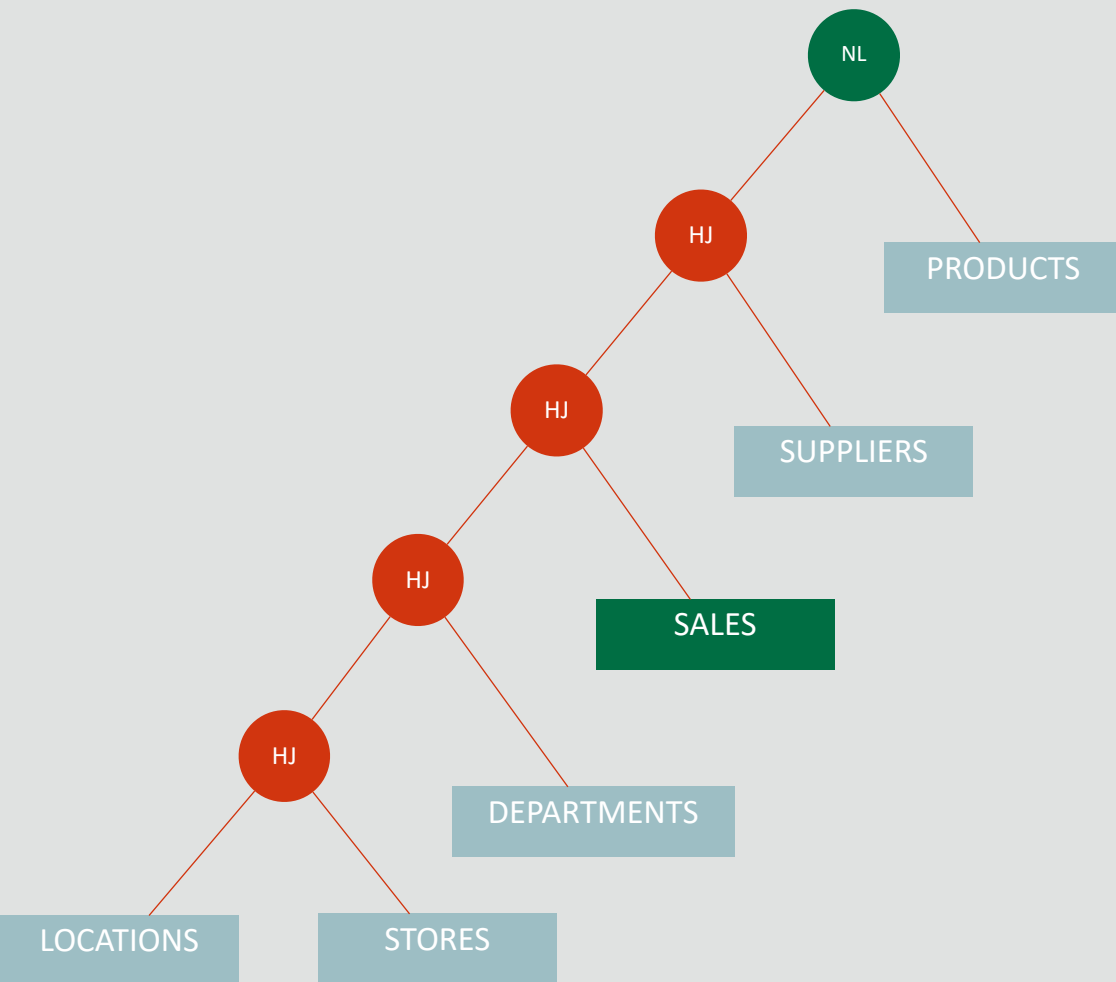 NL
HJ
PRODUCTS
HJ
SUPPLIERS
HJ
SALES
HJ
DEPARTMENTS
LOCATIONS
STORES